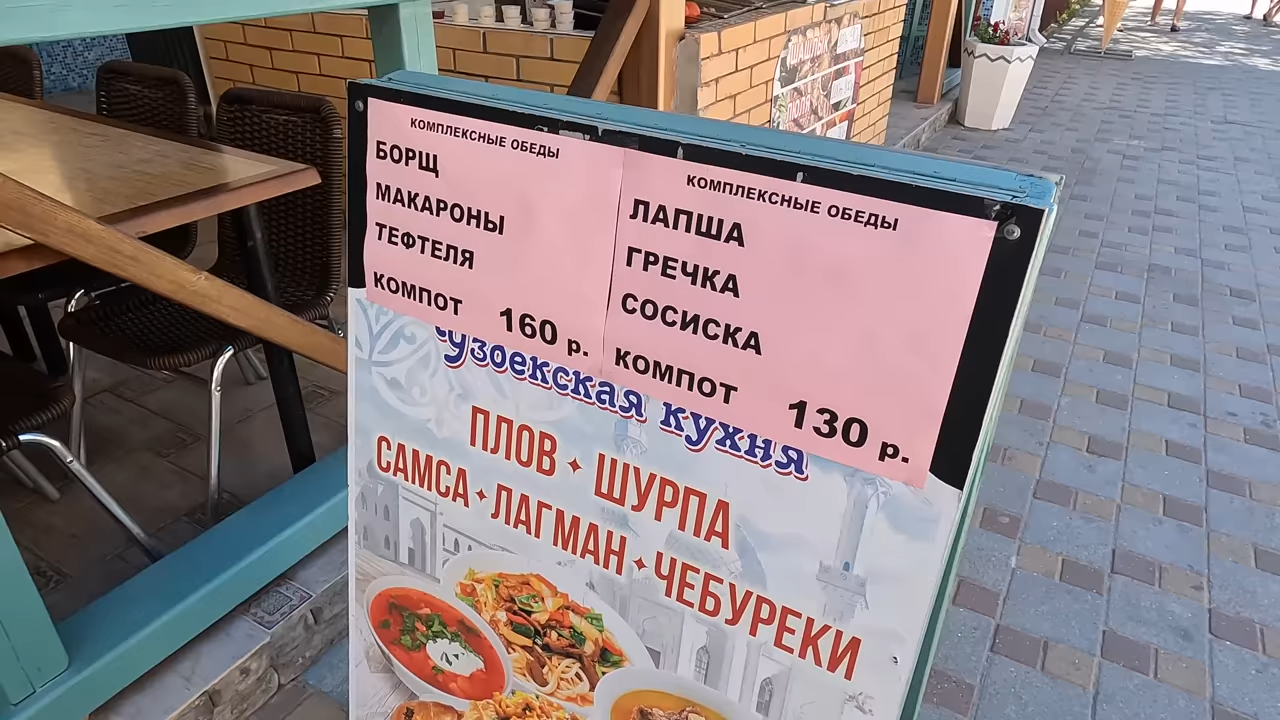 КОМПЛЕКСНЫЕ ОБЕДЫ
БОРЩ
МАКАРОНЫ
ТЕФТЕЛЯ
КОМПОТ 160 р.
КОМПЛЕКСНЫЕ ОБЕДЫ
ЛАПША
ГРЕЧКА
СОСИСКА
КОМПОТ 130 р.
узбекская кухня
ПЛОВ ✦ ШУРПА
САМСА ✦ ЛАГМАН ✦ ЧЕБУРЕКИ
ШАШЛЫК